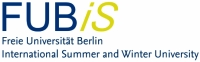 FUBiS
Freie Universität Berlin
International Summer and Winter University